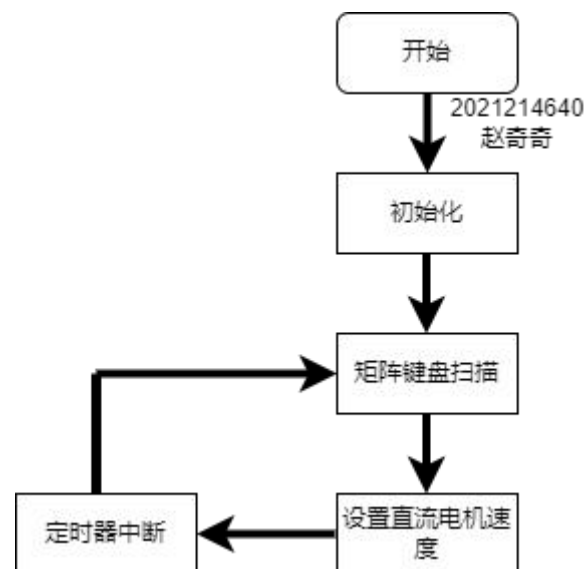 开始
2021214640
赵奇奇
初始化
矩阵键盘扫描
定时器中断
设置直流电机速
度